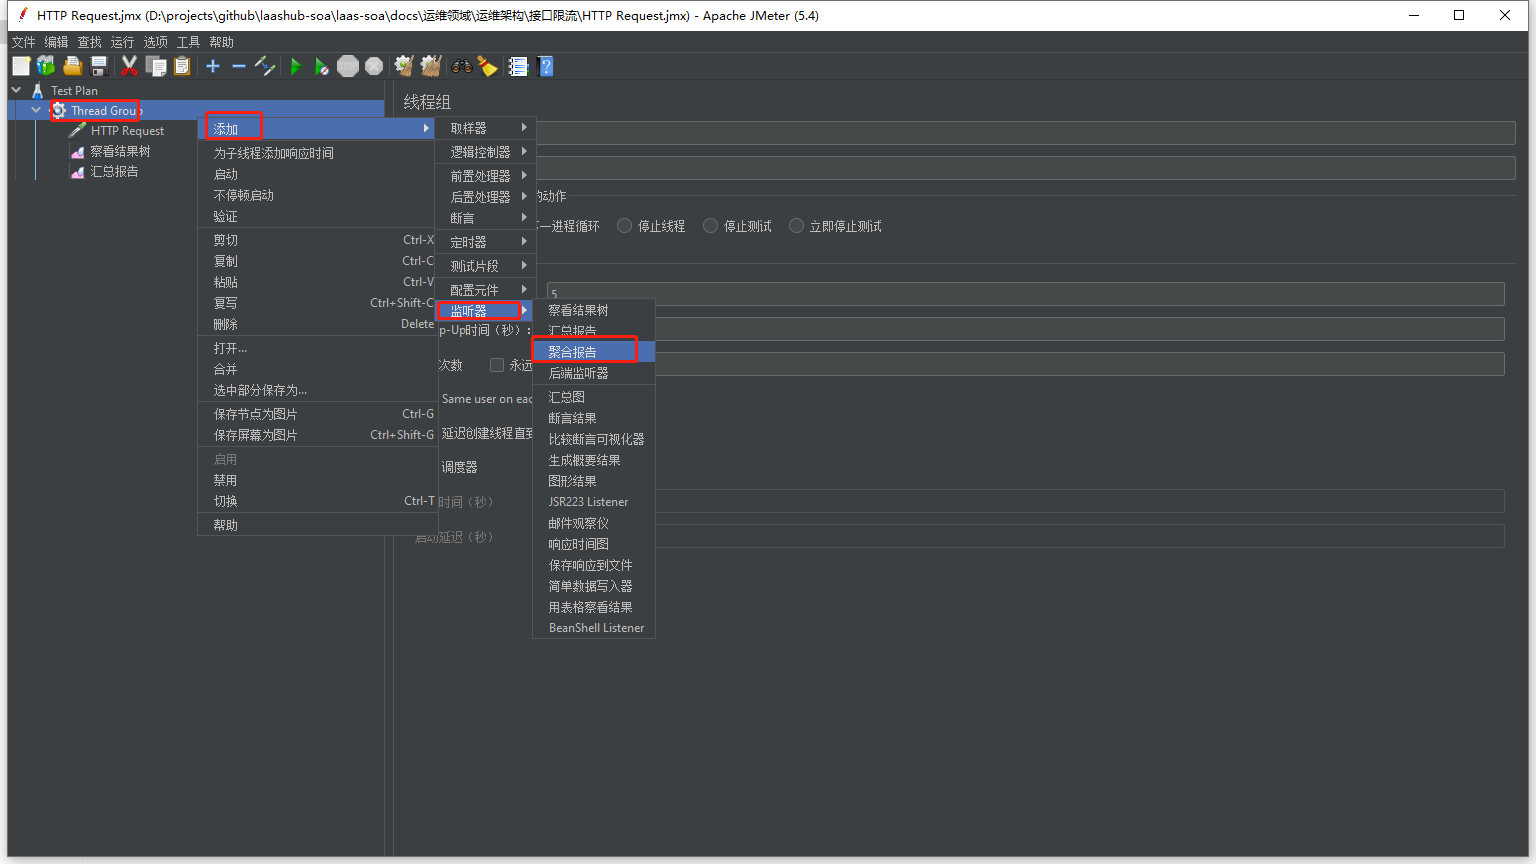 HTTP Request.jmx (D:\projects\github\laashub-soa\laas-soa\docs\运维领域\运维架构\接口限流\HTTP Request.jmx) - Apache JMeter (5.4)
文件 编辑 查找 运行 选项 工具 帮助
Test Plan
Thread Group
HTTP Request
察看结果树
汇总报告
添加
为子线程添加响应时间
启动
不停顿启动
验证
剪切 Ctrl-X
复制 Ctrl-C
粘贴 Ctrl-V
复写 Ctrl+Shift-C
删除 Delete
打开...
合并
选中部分保存为...
保存节点为图片 Ctrl-G
保存屏幕为图片 Ctrl+Shift-G
启用
禁用
切换 Ctrl-T
帮助
取样器
逻辑控制器
前置处理器
后置处理器
断言
定时器
测试片段
配置元件
监听器
察看结果树
汇总报告
聚合报告
后端监听器
汇总图
断言结果
比较断言可视化器
生成概要结果
图形结果
JSR223 Listener
邮件观察仪
响应时间图
保存响应到文件
简单数据写入器
用表格察看结果
BeanShell Listener
线程组
的动作
一进程循环 停止线程 停止测试 立即停止测试
5
p-Up时间（秒）:
次数 永远
Same user on eac
延迟创建线程直到
调度器
时间（秒）
启动延迟（秒）